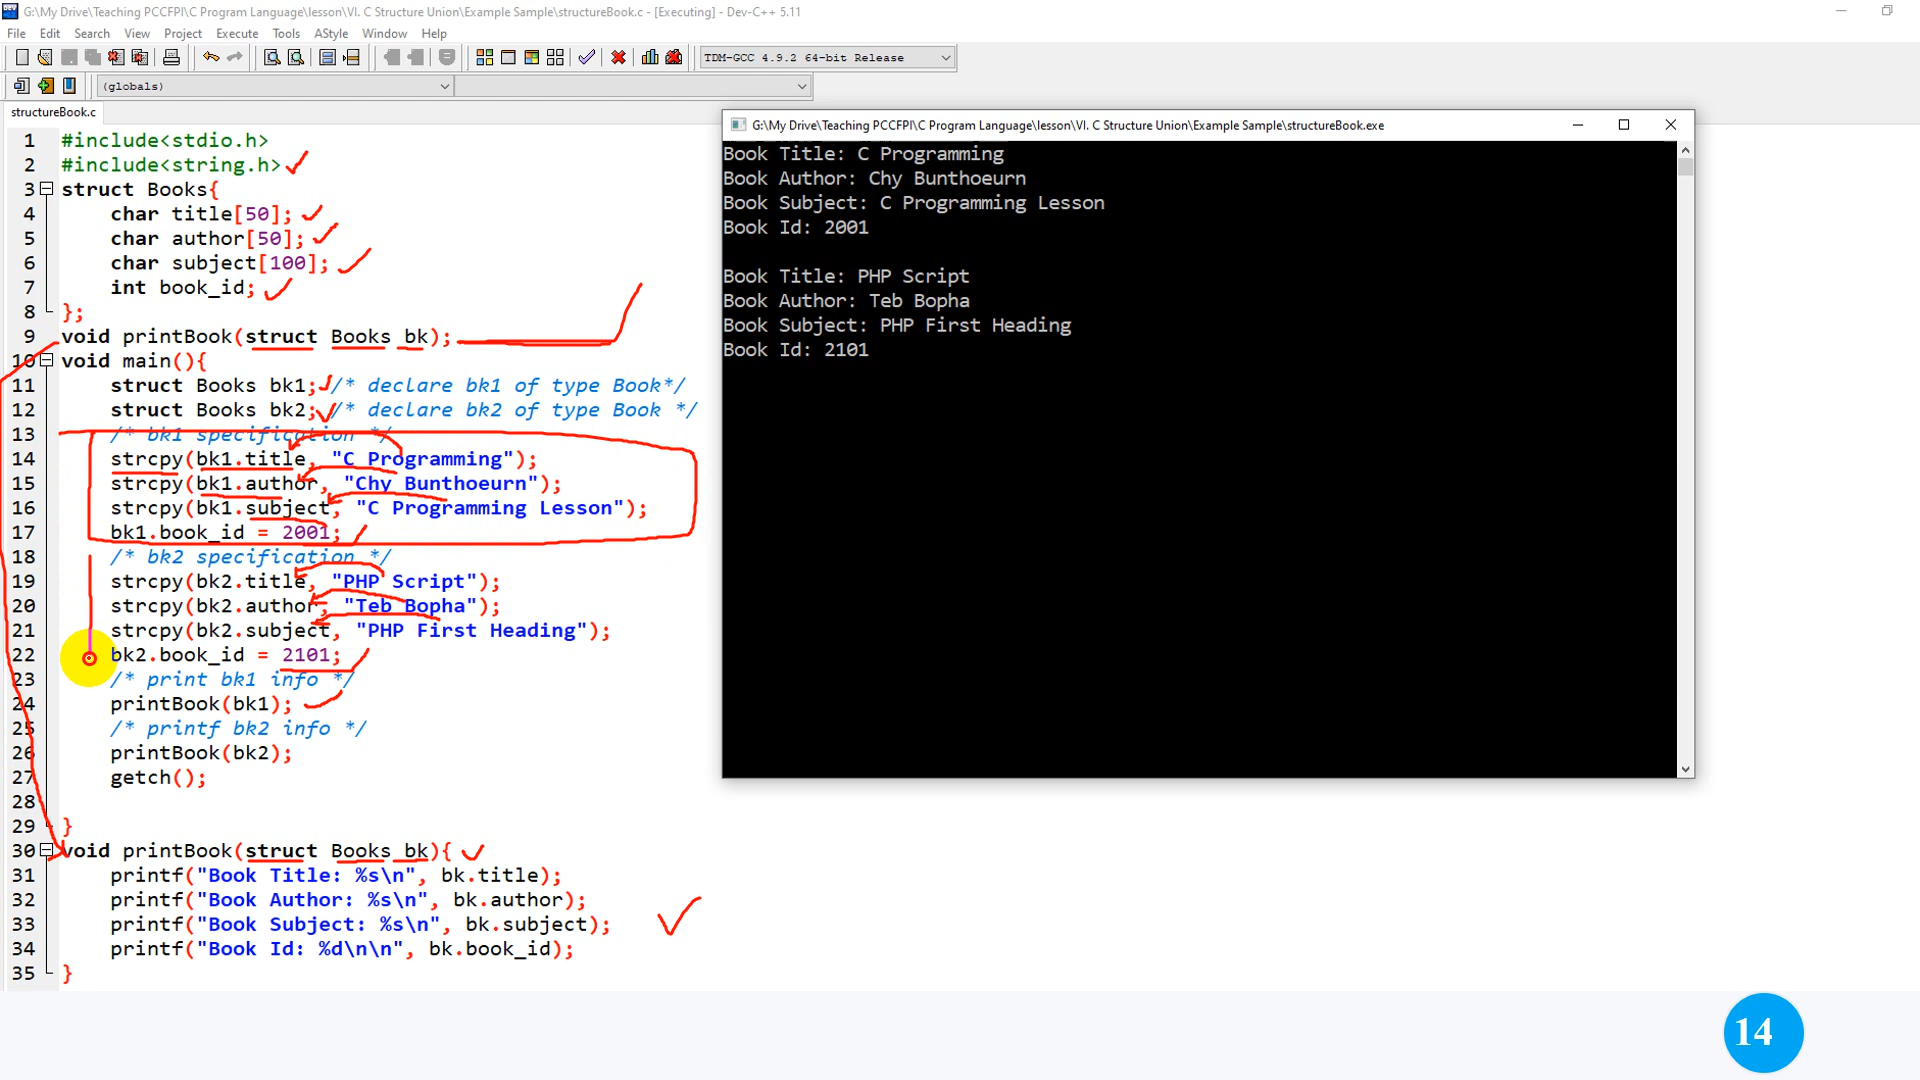 G:\My Drive\Teaching PCCFPI\C Program Language\lesson\VI. C Structure Union\Example Sample\structureBook.c - [Executing] - Dev-C++ 5.11
File Edit Search View Project Execute Tools AStyle Window Help
TDM-GCC 4.9.2 64-bit Release
(globals)
structureBook.c
1 #include<stdio.h>
2 #include<string.h>
3 struct Books{
4 char title[50];
5 char author[50];
6 char subject[100];
7 int book_id;
8 };
9 void printBook(struct Books bk);
10 void main(){
11 struct Books bk1; /* declare bk1 of type Book*/
12 struct Books bk2; /* declare bk2 of type Book */
13 /* bk1 specification */
14 strcpy(bk1.title, "C Programming");
15 strcpy(bk1.author, "Chy Bunthoeurn");
16 strcpy(bk1.subject, "C Programming Lesson");
17 bk1.book_id = 2001;
18 /* bk2 specification */
19 strcpy(bk2.title, "PHP Script");
20 strcpy(bk2.author, "Teb Bopha");
21 strcpy(bk2.subject, "PHP First Heading");
22 bk2.book_id = 2101;
23 /* print bk1 info */
24 printBook(bk1);
25 /* printf bk2 info */
26 printBook(bk2);
27 getch();
28
29 }
30 void printBook(struct Books bk){
31 printf("Book Title: %s\n", bk.title);
32 printf("Book Author: %s\n", bk.author);
33 printf("Book Subject: %s\n", bk.subject);
34 printf("Book Id: %d\n\n", bk.book_id);
35 }
G:\My Drive\Teaching PCCFPI\C Program Language\lesson\VI. C Structure Union\Example Sample\structureBook.exe
Book Title: C Programming
Book Author: Chy Bunthoeurn
Book Subject: C Programming Lesson
Book Id: 2001
Book Title: PHP Script
Book Author: Teb Bopha
Book Subject: PHP First Heading
Book Id: 2101
14